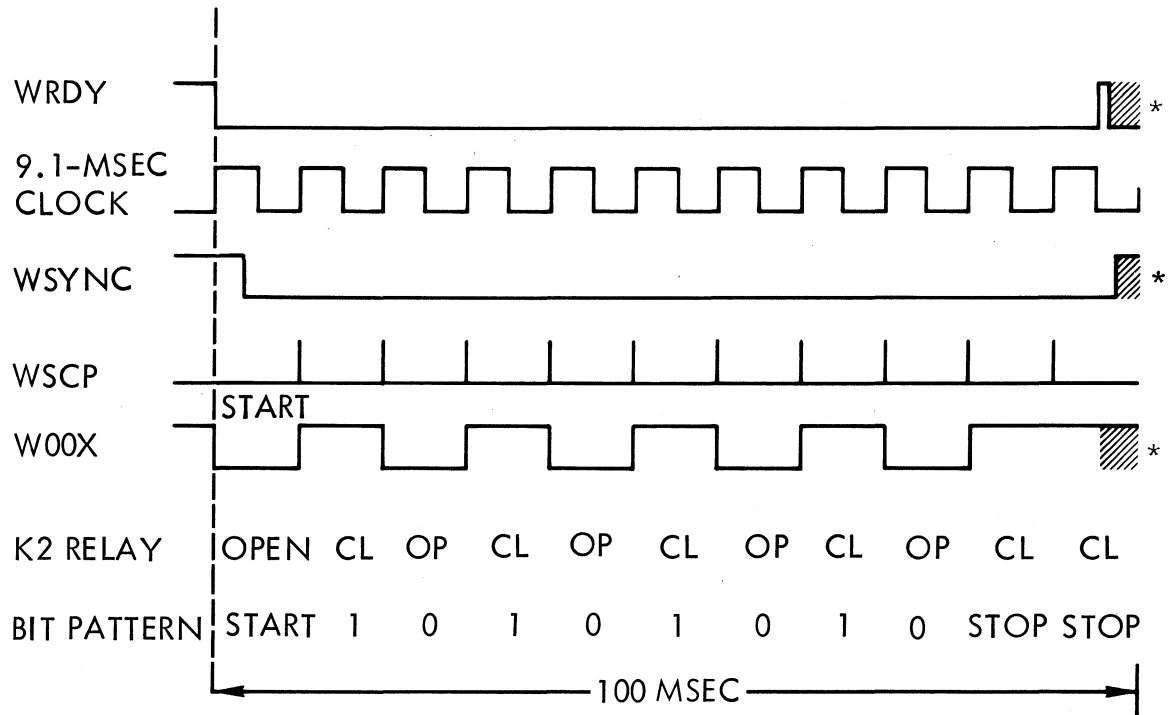 WRDY *
9.1-MSEC
CLOCK
WSYNC *
WSCP
START
W00X *
K2 RELAY OPEN CL OP CL OP CL OP CL OP CL CL
BIT PATTERN START 1 0 1 0 1 0 1 0 STOP STOP
100 MSEC